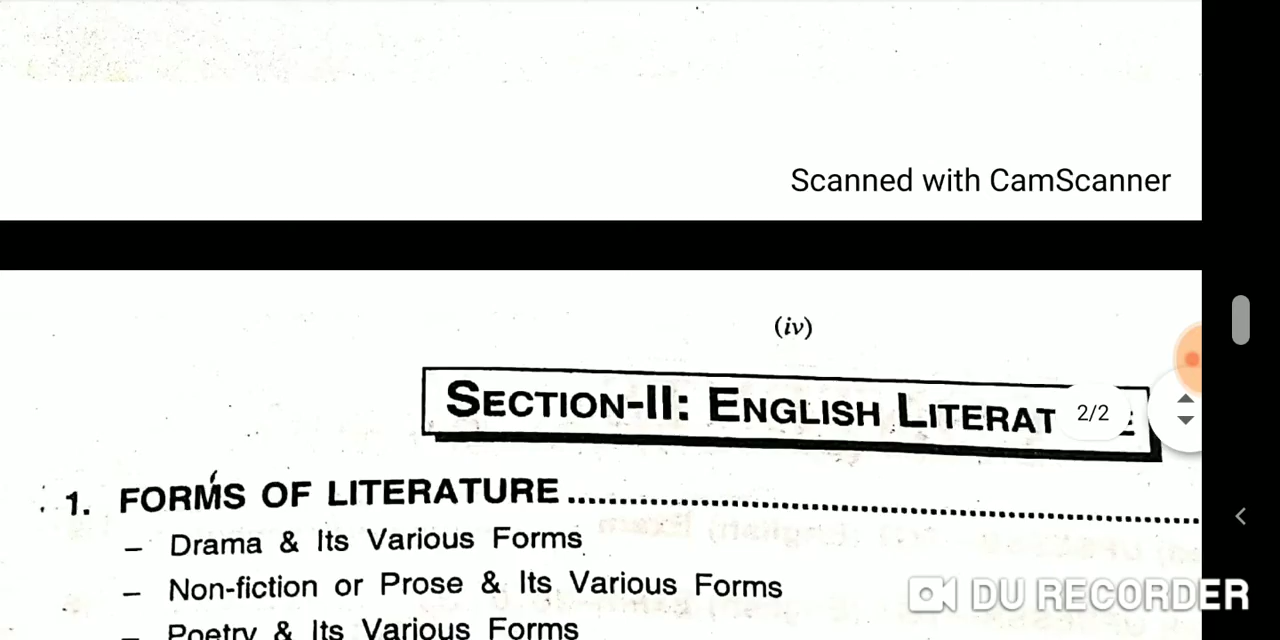 Scanned with CamScanner
(iv)
SECTION-II: ENGLISH LITERAT
2/2
1. FORMS OF LITERATURE
– Drama & Its Various Forms
– Non-fiction or Prose & Its Various Forms
– Poetry & Its Various Forms
DU RECORDER